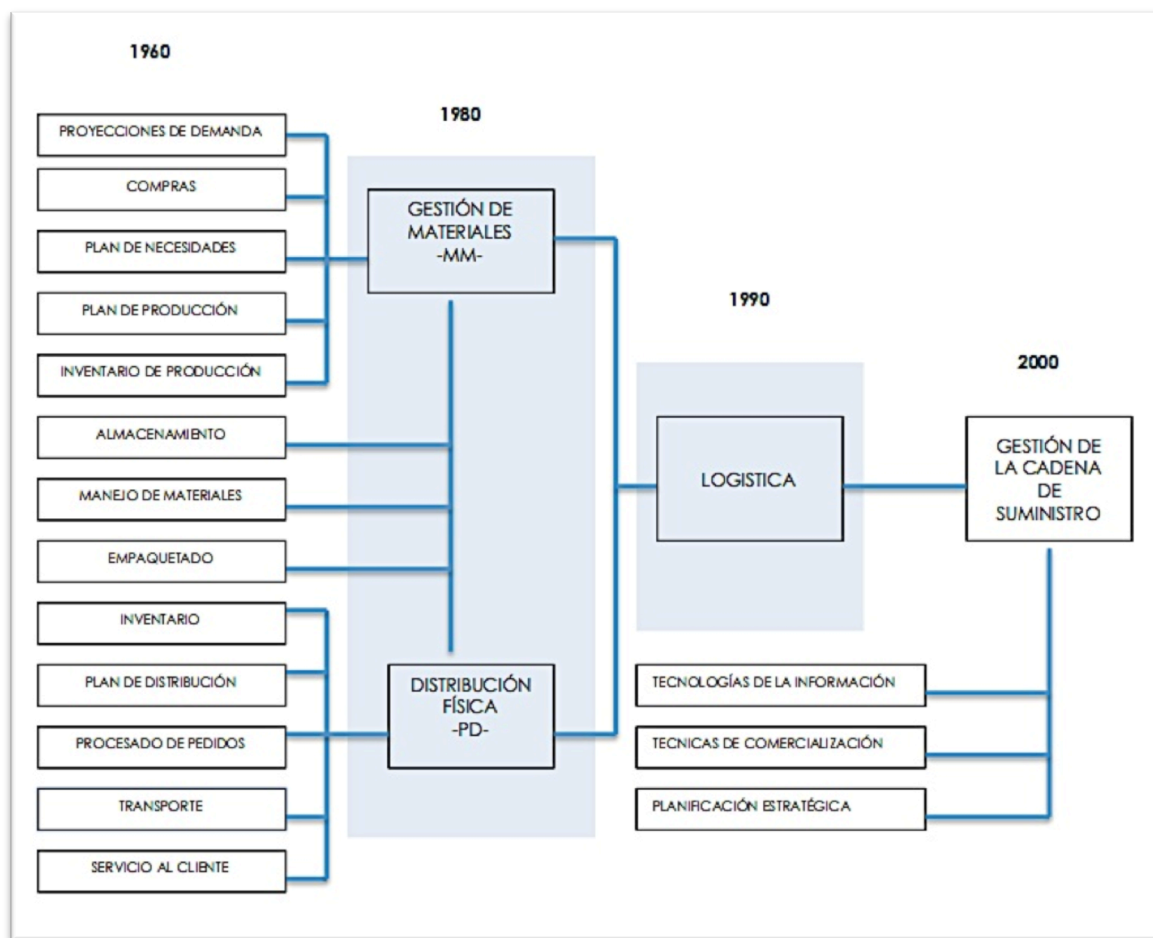 1960
PROYECCIONES DE DEMANDA
COMPRAS
PLAN DE NECESIDADES
PLAN DE PRODUCCIÓN
INVENTARIO DE PRODUCCIÓN
ALMACENAMIENTO
MANEJO DE MATERIALES
EMPAQUETADO
INVENTARIO
PLAN DE DISTRIBUCIÓN
PROCESADO DE PEDIDOS
TRANSPORTE
SERVICIO AL CLIENTE
1980
GESTIÓN DE
MATERIALES
-MM-
DISTRIBUCIÓN
FÍSICA
-PD-
1990
LOGISTICA
2000
GESTIÓN DE
LA CADENA
DE
SUMINISTRO
TECNOLOGÍAS DE LA INFORMACIÓN
TECNICAS DE COMERCIALIZACIÓN
PLANIFICACIÓN ESTRATÉGICA